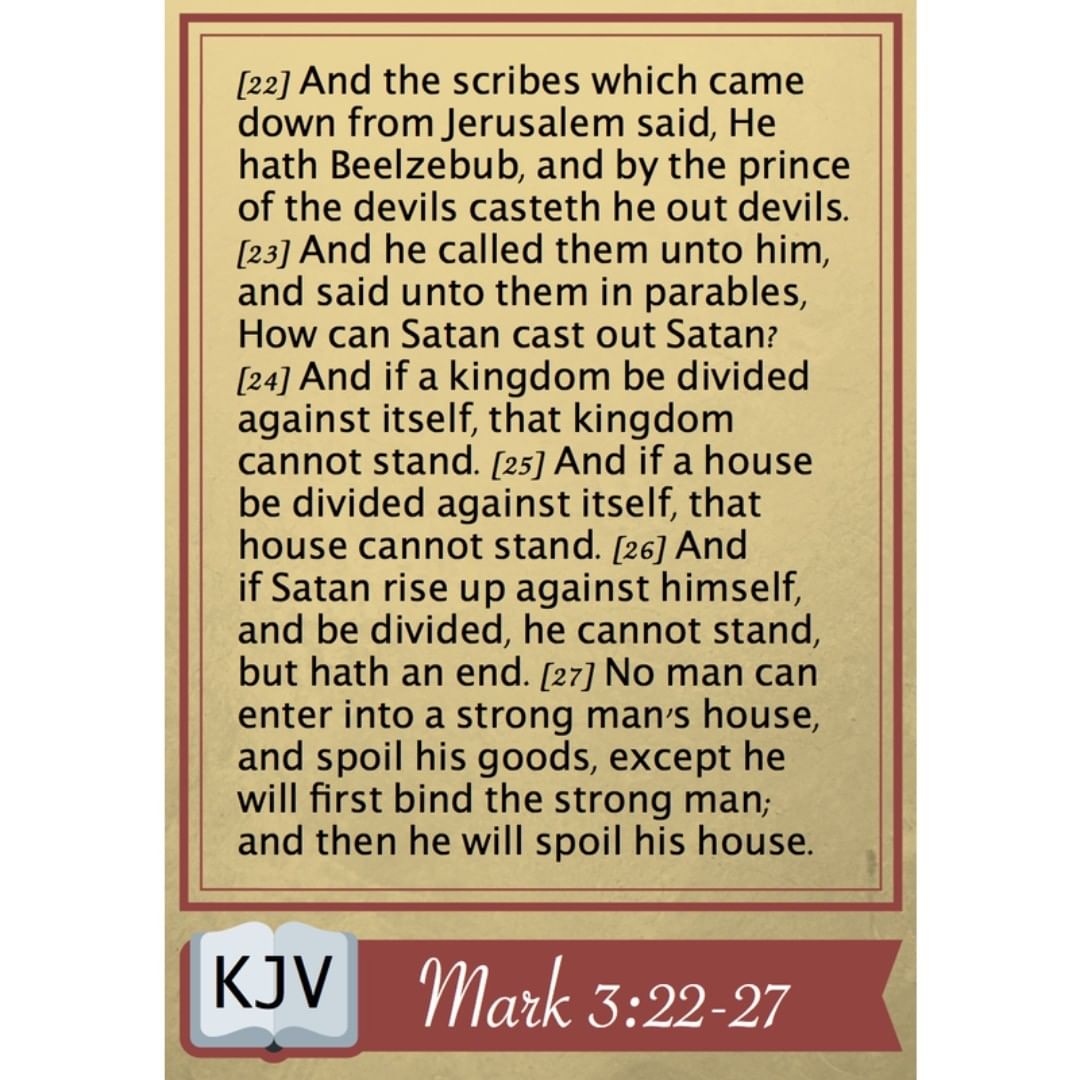 [22] And the scribes which came
down from Jerusalem said, He
hath Beelzebub, and by the prince
of the devils casteth he out devils.
[23] And he called them unto him,
and said unto them in parables,
How can Satan cast out Satan?
[24] And if a kingdom be divided
against itself, that kingdom
cannot stand. [25] And if a house
be divided against itself, that
house cannot stand. [26] And
if Satan rise up against himself,
and be divided, he cannot stand,
but hath an end. [27] No man can
enter into a strong man's house,
and spoil his goods, except he
will first bind the strong man;
and then he will spoil his house.
KJV
Mark 3:22-27